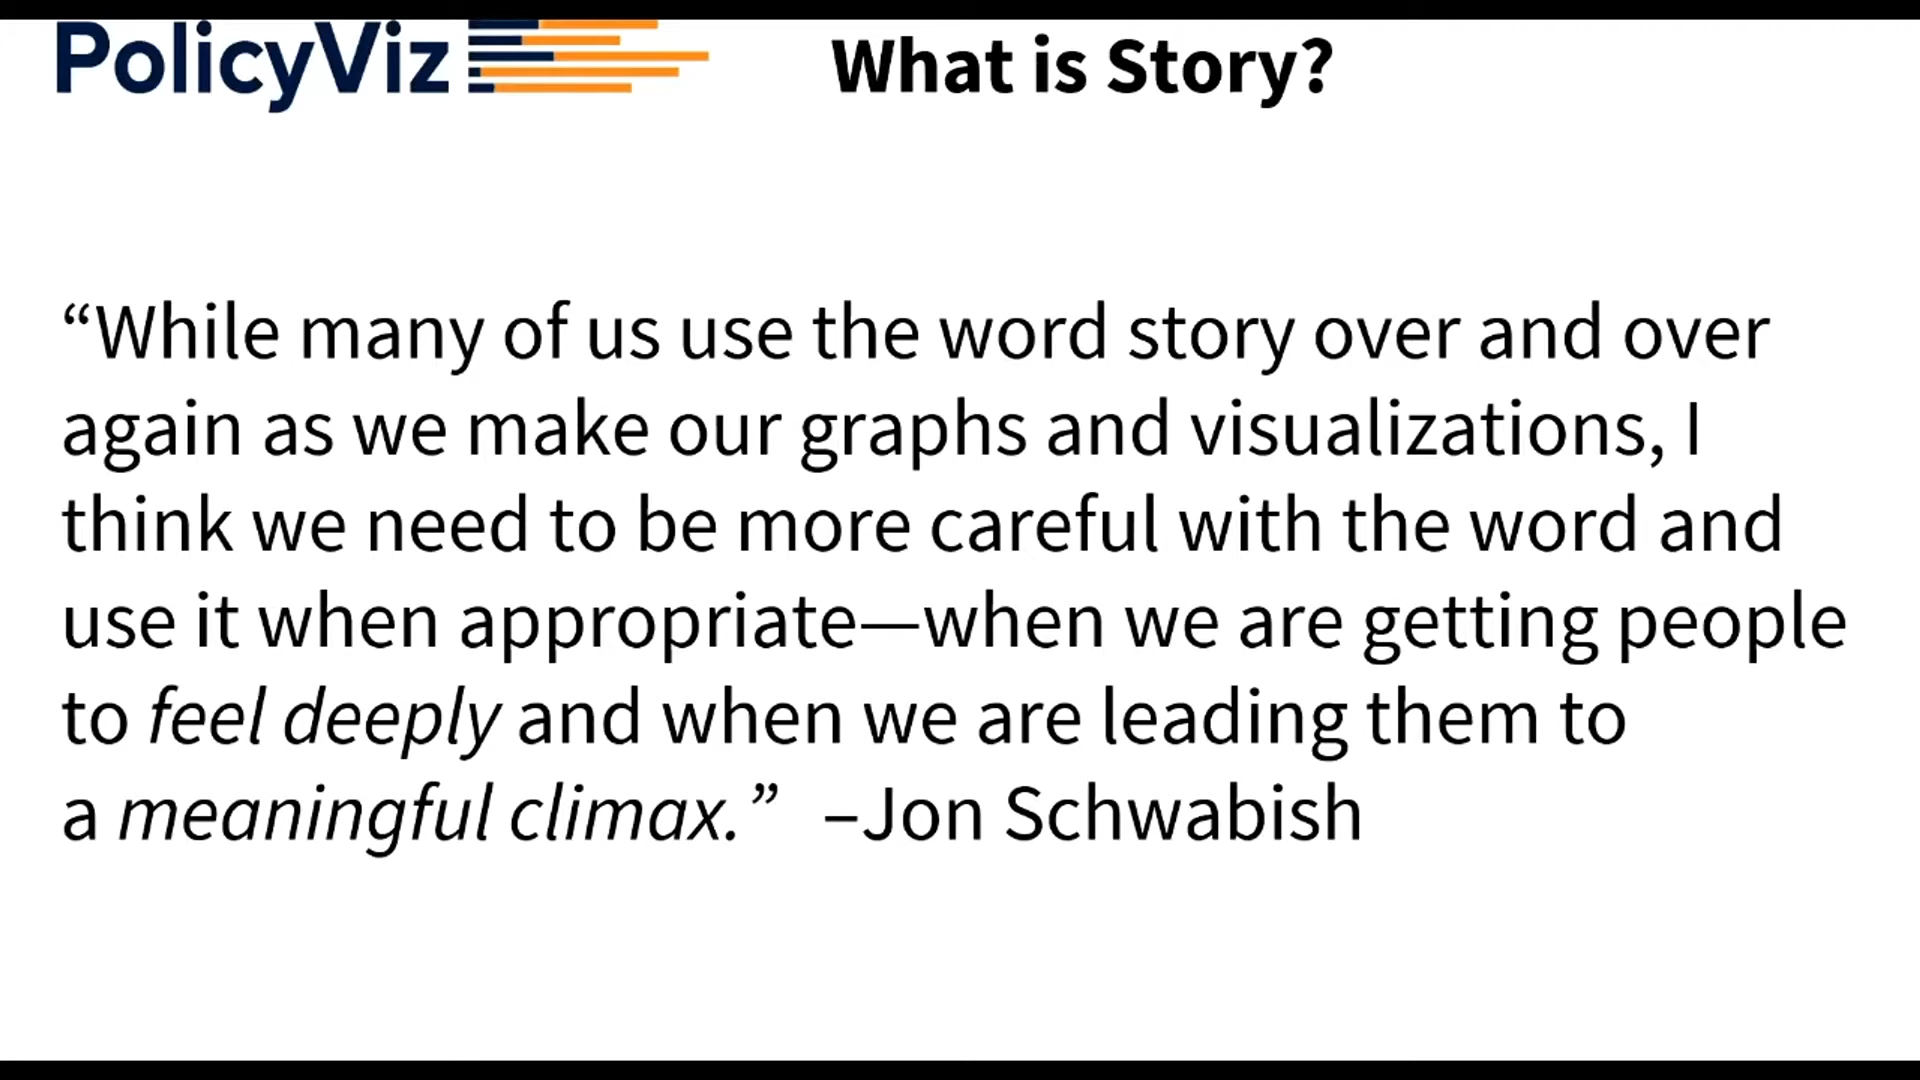 PolicyViz
What is Story?
“While many of us use the word story over and over
again as we make our graphs and visualizations, I
think we need to be more careful with the word and
use it when appropriate—when we are getting people
to feel deeply and when we are leading them to
a meaningful climax.” –Jon Schwabish